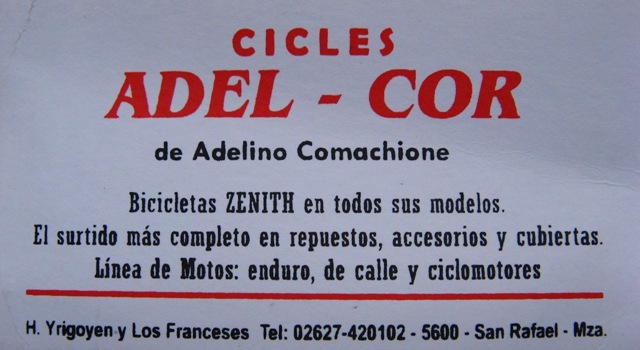 CICLES
ADEL - COR
de Adelino Comachione
Bicicletas ZENITH en todos sus modelos.
El surtido más completo en repuestos, accesorios y cubiertas.
Línea de Motos: enduro, de calle y ciclomotores
H. Yrigoyen y Los Franceses Tel: 02627-420102 - 5600 - San Rafael - Mza.